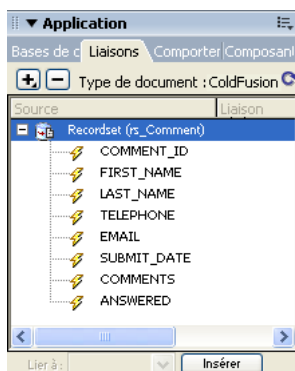 Application
Bases de c Liaisons Comporter Composant
Type de document : ColdFusion
Source Liaison
Recordset (rs_Comment)
COMMENT_ID
FIRST_NAME
LAST_NAME
TELEPHONE
EMAIL
SUBMIT_DATE
COMMENTS
ANSWERED
Lier à : Insérer